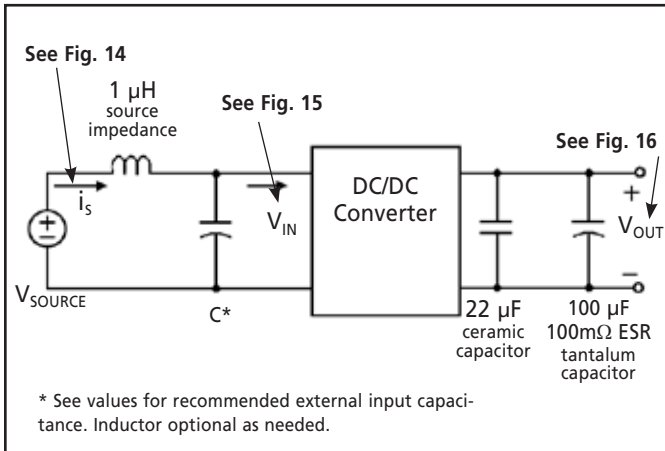 See Fig. 14
1 µH
source
impedance
See Fig. 15
See Fig. 16
iS
VIN
DC/DC
Converter
+
VOUT
−
+
−
VSOURCE
C*
22 µF
ceramic
capacitor
100 µF
100mΩ ESR
tantalum
capacitor
* See values for recommended external input capaci-
tance. Inductor optional as needed.